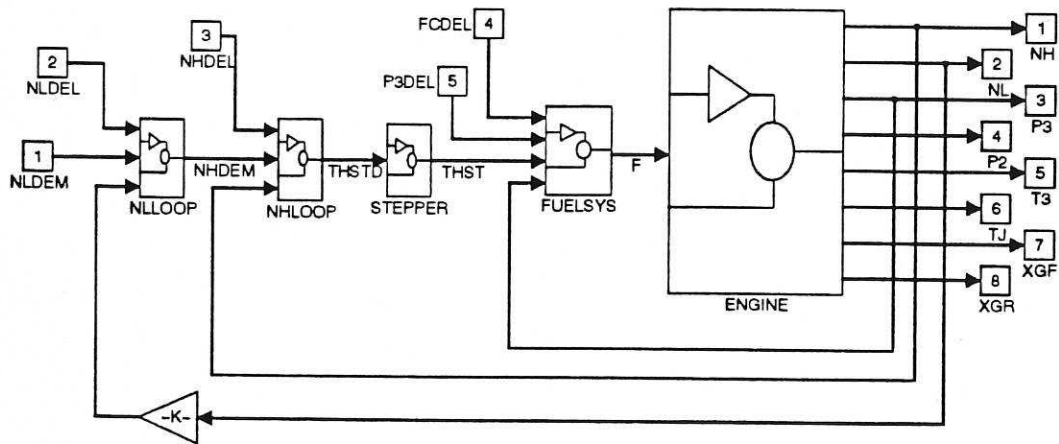 4
FCDEL
3
NHDEL
5
P3DEL
2
NLDEL
1
NLDEM
NLLOOP
NHDEM
NHLOOP
THSTD
STEPPER
THST
FUELSYS
F
ENGINE
1
NH
2
NL
3
P3
4
P2
5
T3
6
TJ
7
XGF
8
XGR
-K-